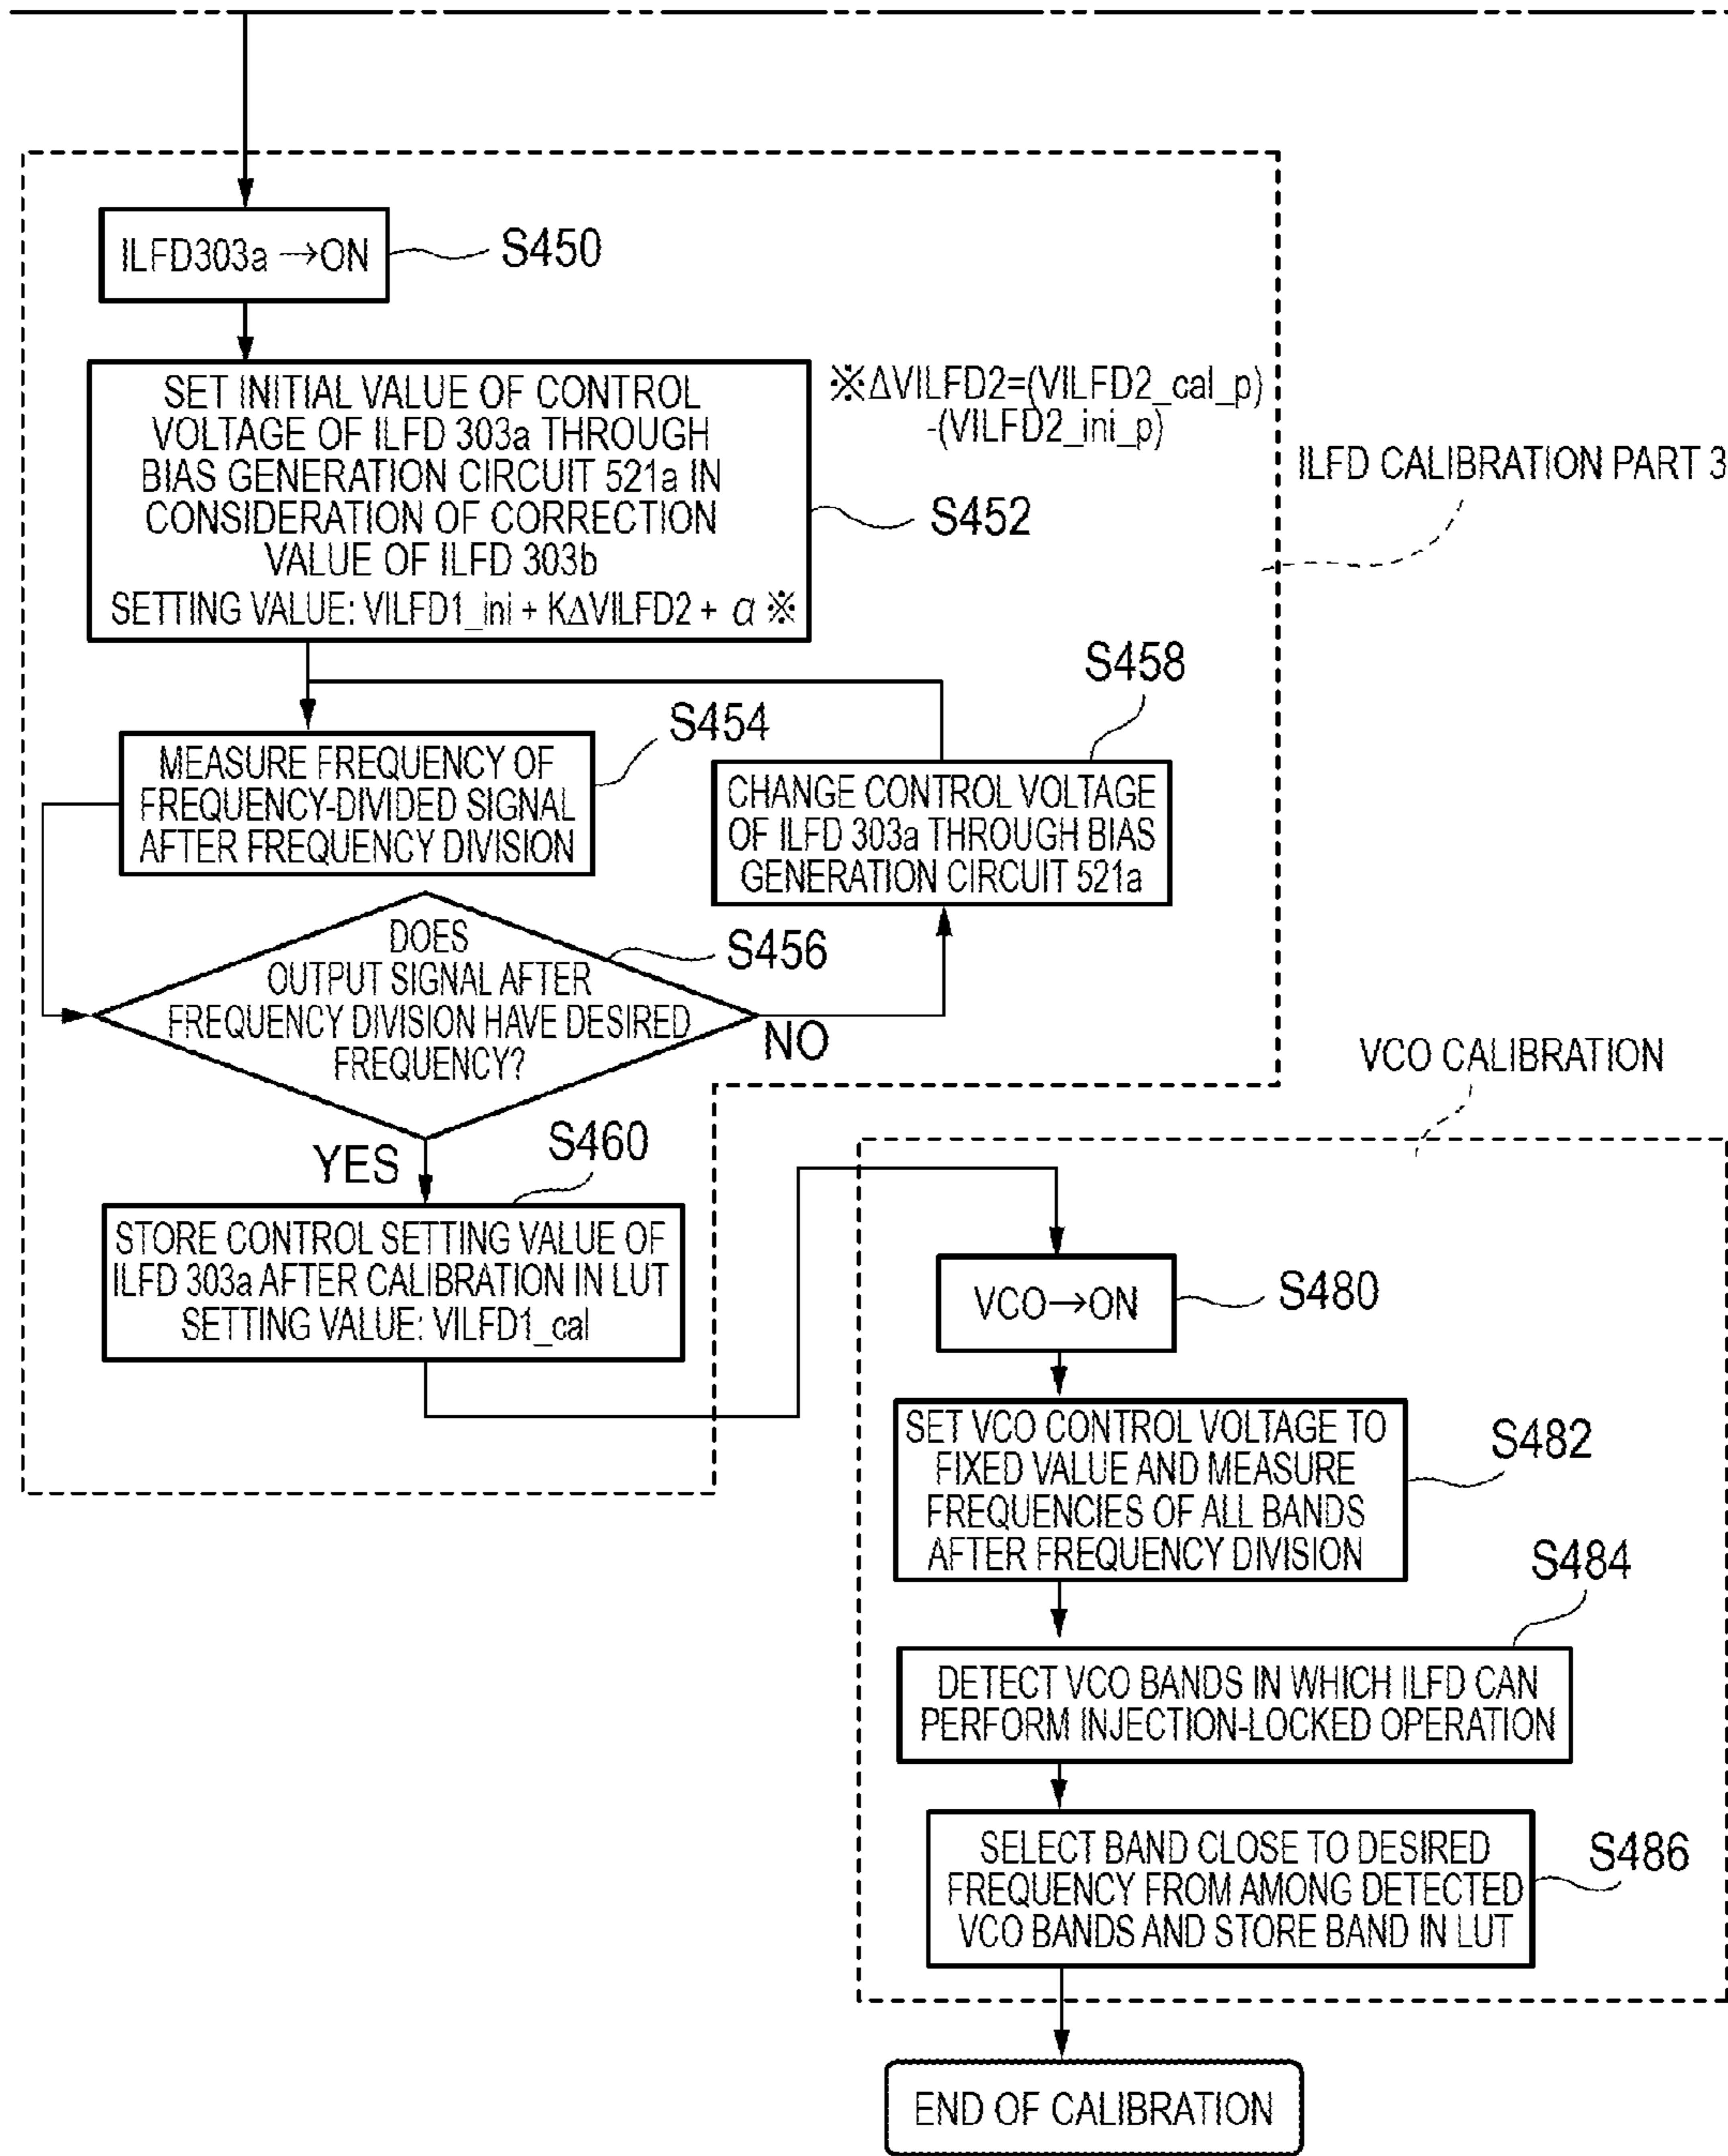 ILFD303a →ON
S450
SET INITIAL VALUE OF CONTROL
VOLTAGE OF ILFD 303a THROUGH
BIAS GENERATION CIRCUIT 521a IN
CONSIDERATION OF CORRECTION
VALUE OF ILFD 303b
SETTING VALUE: VILFD1_ini + KΔVILFD2 + α ※
※ΔVILFD2=(VILFD2_cal_p)
-(VILFD2_ini_p)
S452
ILFD CALIBRATION PART 3
S458
S454
MEASURE FREQUENCY OF
FREQUENCY-DIVIDED SIGNAL
AFTER FREQUENCY DIVISION
CHANGE CONTROL VOLTAGE
OF ILFD 303a THROUGH BIAS
GENERATION CIRCUIT 521a
DOES
OUTPUT SIGNAL AFTER
FREQUENCY DIVISION HAVE DESIRED
FREQUENCY?
S456
NO
YES
S460
STORE CONTROL SETTING VALUE OF
ILFD 303a AFTER CALIBRATION IN LUT
SETTING VALUE: VILFD1_cal
VCO CALIBRATION
VCO→ON
S480
SET VCO CONTROL VOLTAGE TO
FIXED VALUE AND MEASURE
FREQUENCIES OF ALL BANDS
AFTER FREQUENCY DIVISION
S482
S484
DETECT VCO BANDS IN WHICH ILFD CAN
PERFORM INJECTION-LOCKED OPERATION
SELECT BAND CLOSE TO DESIRED
FREQUENCY FROM AMONG DETECTED
VCO BANDS AND STORE BAND IN LUT
S486
END OF CALIBRATION